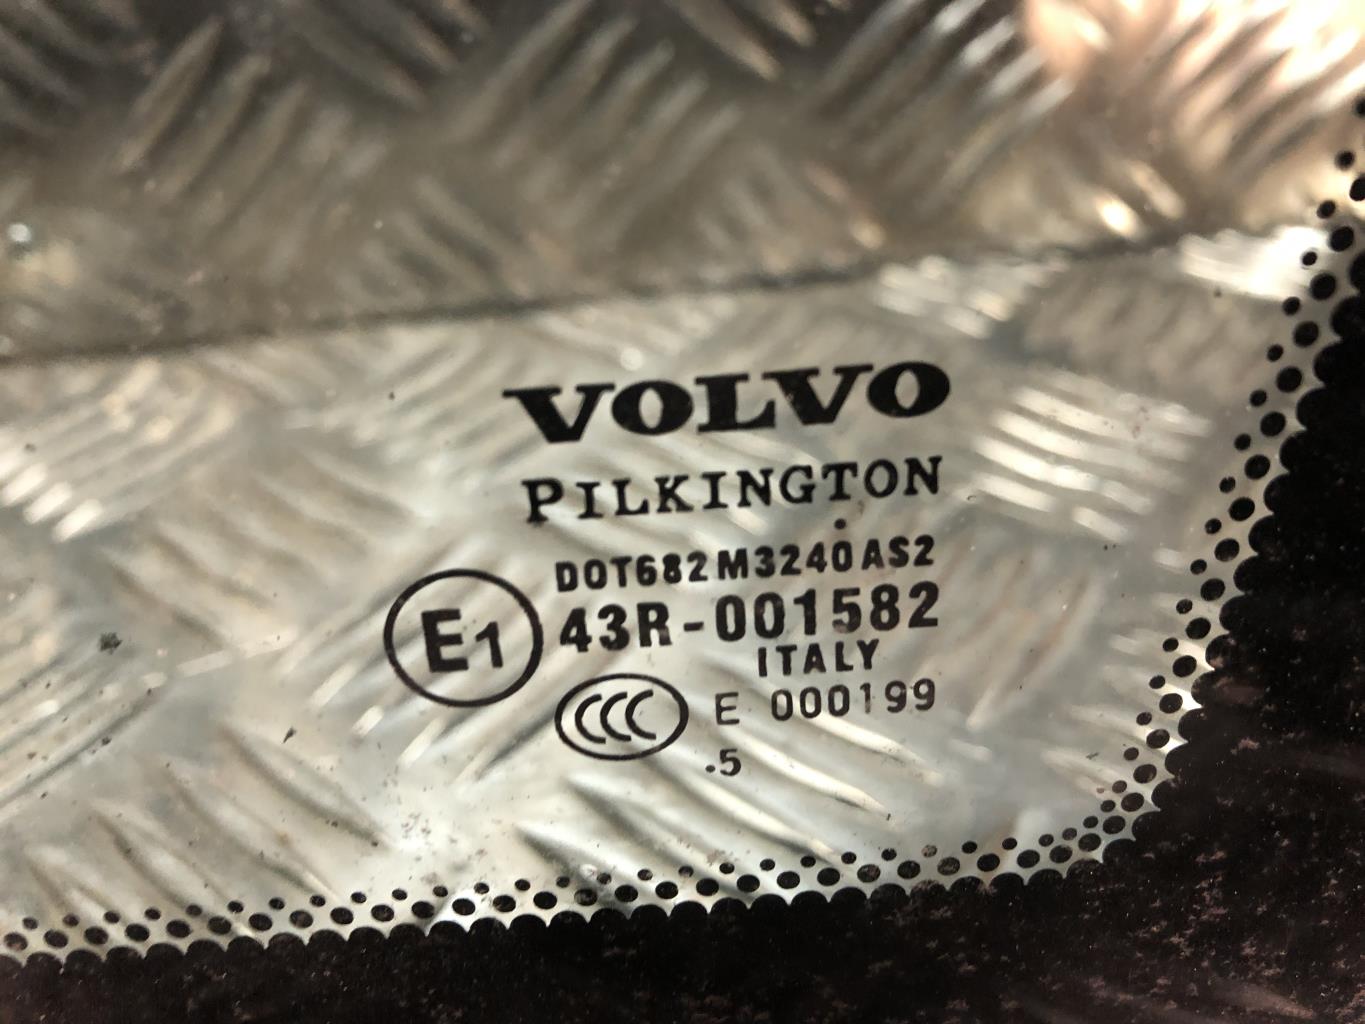 VOLVO
PILKINGTON
DOT682 M3240 AS2
E1 43R-001582
ITALY
CCC E 000199
.5